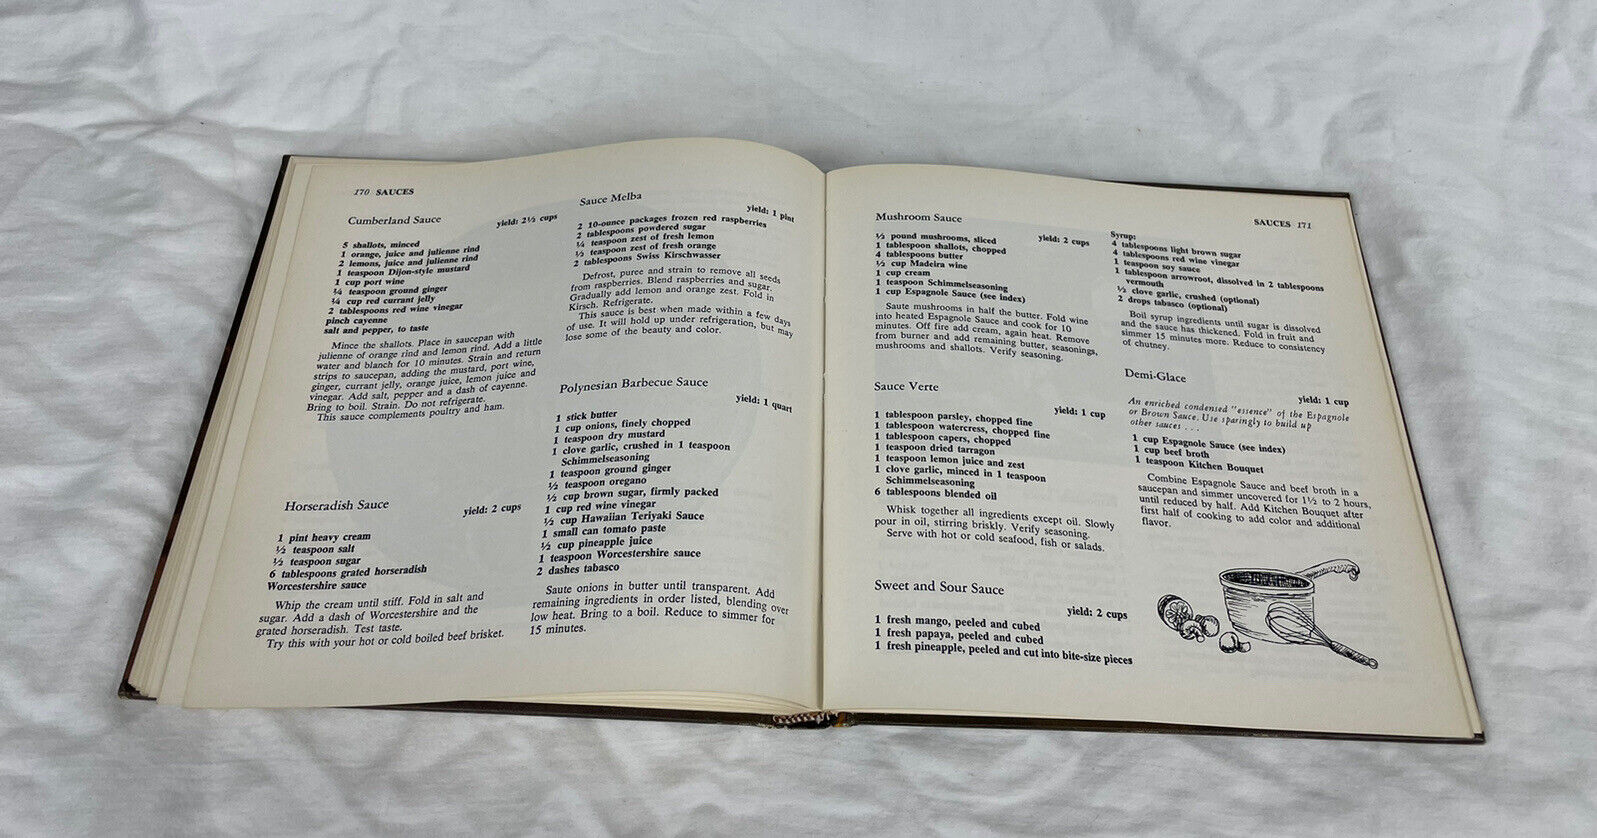 170 SAUCES
Cumberland Sauce
yield: 2½ cups
5 shallots, minced
1 orange, juice and julienne rind
2 lemons, juice and julienne rind
1 teaspoon Dijon-style mustard
1 cup port wine
¼ teaspoon ground ginger
¼ cup red currant jelly
2 tablespoons red wine vinegar
pinch cayenne
salt and pepper, to taste
Mince the shallots. Place in saucepan with
julienne of orange rind and lemon rind. Add a little
water and blanch for 10 minutes. Strain and return
strips to saucepan, adding the mustard, port wine,
ginger, currant jelly, orange juice, lemon juice and
vinegar. Add salt, pepper and a dash of cayenne.
Bring to boil. Strain. Do not refrigerate.
This sauce complements poultry and ham.
Horseradish Sauce
yield: 2 cups
1 pint heavy cream
½ teaspoon salt
½ teaspoon sugar
6 tablespoons grated horseradish
Worcestershire sauce
Whip the cream until stiff. Fold in salt and
sugar. Add a dash of Worcestershire and the
grated horseradish. Test taste.
Try this with your hot or cold boiled beef brisket.
Sauce Melba
yield: 1 pint
2 10-ounce packages frozen red raspberries
2 tablespoons powdered sugar
¼ teaspoon zest of fresh lemon
½ teaspoon zest of fresh orange
2 tablespoons Swiss Kirschwasser
Defrost, puree and strain to remove all seeds
from raspberries. Blend raspberries and sugar.
Gradually add lemon and orange zest. Fold in
Kirsch. Refrigerate.
This sauce is best when made within a few days
of use. It will hold up under refrigeration, but may
lose some of the beauty and color.
Polynesian Barbecue Sauce
yield: 1 quart
1 stick butter
1 cup onions, finely chopped
1 teaspoon dry mustard
1 clove garlic, crushed in 1 teaspoon
Schimmelseasoning
1 teaspoon ground ginger
½ teaspoon oregano
½ cup brown sugar, firmly packed
1 cup red wine vinegar
½ cup Hawaiian Teriyaki Sauce
1 small can tomato paste
½ cup pineapple juice
1 teaspoon Worcestershire sauce
2 dashes tabasco
Saute onions in butter until transparent. Add
remaining ingredients in order listed, blending over
low heat. Bring to a boil. Reduce to simmer for
15 minutes.
SAUCES 171
Mushroom Sauce
yield: 2 cups
½ pound mushrooms, sliced
1 tablespoon shallots, chopped
4 tablespoons butter
½ cup Madeira wine
1 cup cream
1 teaspoon Schimmelseasoning
1 cup Espagnole Sauce (see index)
Saute mushrooms in half the butter. Fold wine
into heated Espagnole Sauce and cook for 10
minutes. Off fire add cream, again heat. Remove
from burner and add remaining butter, seasonings,
mushrooms and shallots. Verify seasoning.
Sauce Verte
yield: 1 cup
1 tablespoon parsley, chopped fine
1 tablespoon watercress, chopped fine
1 tablespoon capers, chopped
1 teaspoon dried tarragon
1 teaspoon lemon juice and zest
1 clove garlic, minced in 1 teaspoon
Schimmelseasoning
6 tablespoons blended oil
Whisk together all ingredients except oil. Slowly
pour in oil, stirring briskly. Verify seasoning.
Serve with hot or cold seafood, fish or salads.
Sweet and Sour Sauce
yield: 2 cups
1 fresh mango, peeled and cubed
1 fresh papaya, peeled and cubed
1 fresh pineapple, peeled and cut into bite-size pieces
Syrup:
4 tablespoons light brown sugar
4 tablespoons red wine vinegar
1 teaspoon soy sauce
1 tablespoon arrowroot, dissolved in 2 tablespoons
vermouth
½ clove garlic, crushed (optional)
2 drops tabasco (optional)
Boil syrup ingredients until sugar is dissolved
and the sauce has thickened. Fold in fruit and
simmer 15 minutes more. Reduce to consistency
of chutney.
Demi-Glace
yield: 1 cup
An enriched condensed "essence" of the Espagnole
or Brown Sauce. Use sparingly to build up
other sauces . . .
1 cup Espagnole Sauce (see index)
1 cup beef broth
1 teaspoon Kitchen Bouquet
Combine Espagnole Sauce and beef broth in a
saucepan and simmer uncovered for 1½ to 2 hours,
until reduced by half. Add Kitchen Bouquet after
first half of cooking to add color and additional
flavor.